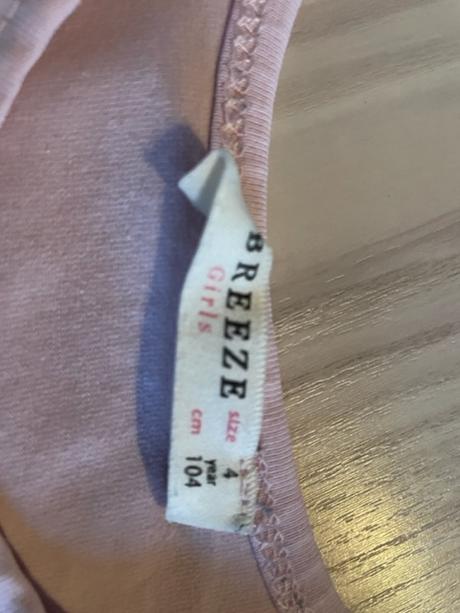 BREEZE
Girls
size 4
year
cm 104